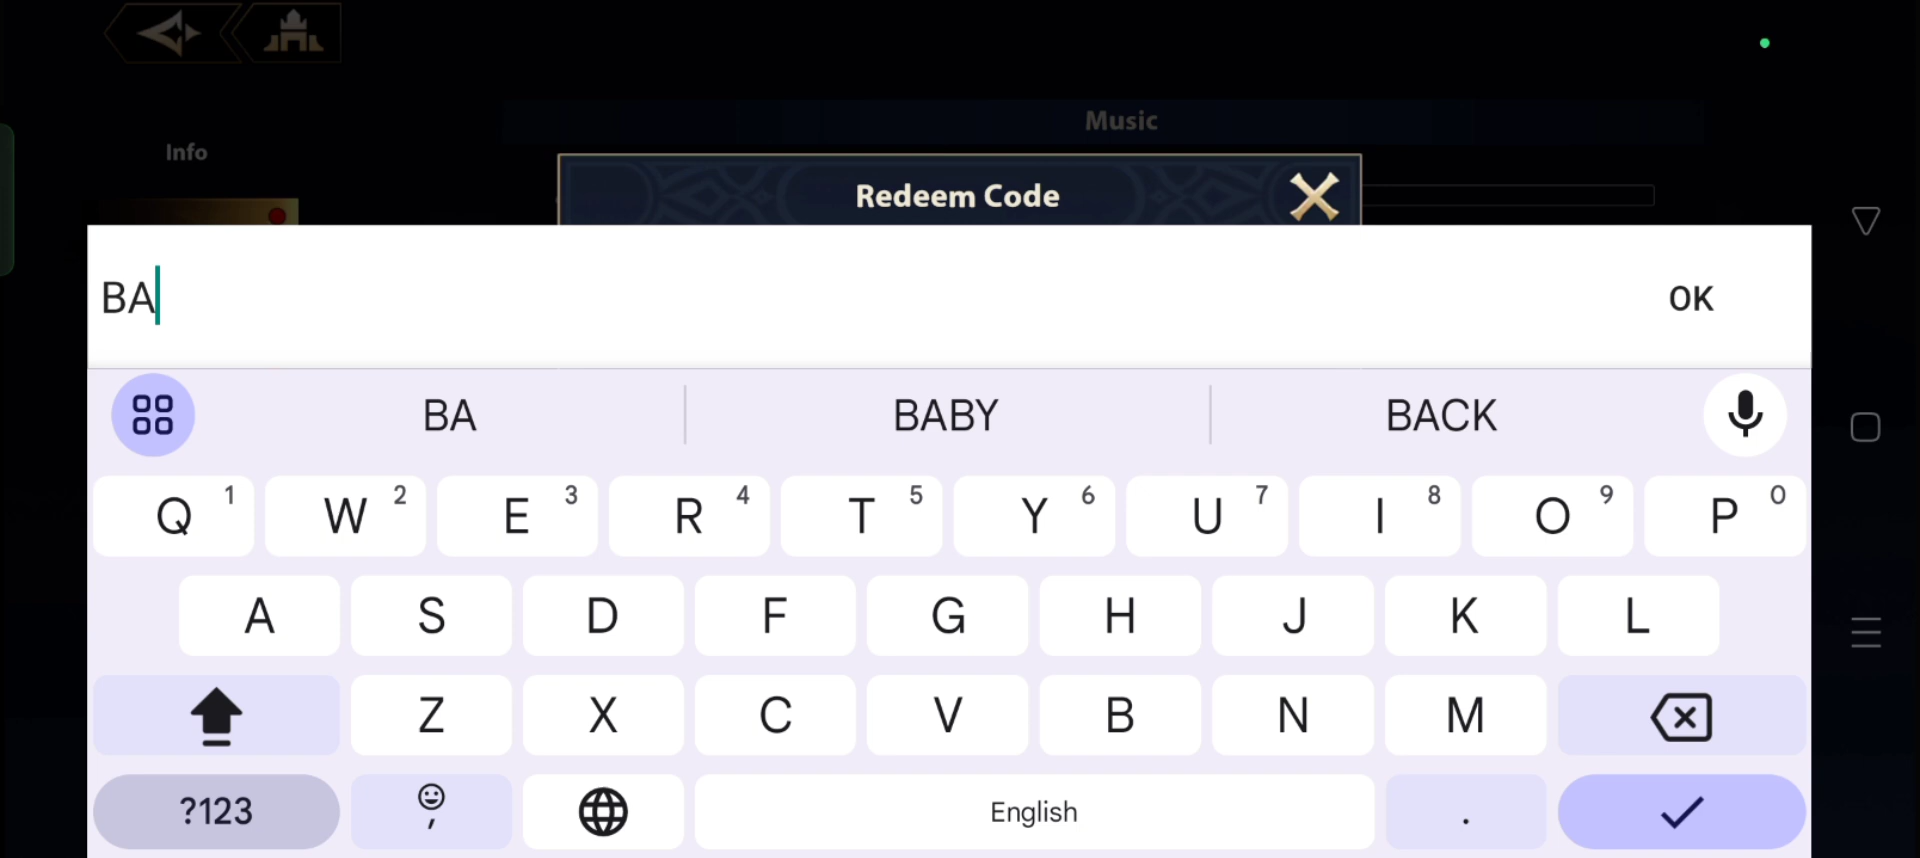 Music
Info
Redeem Code
BA
OK
BA BABY BACK
Q 1 W 2 E 3 R 4 T 5 Y 6 U 7 I 8 O 9 P 0
A S D F G H J K L
Z X C V B N M
?123 , English .